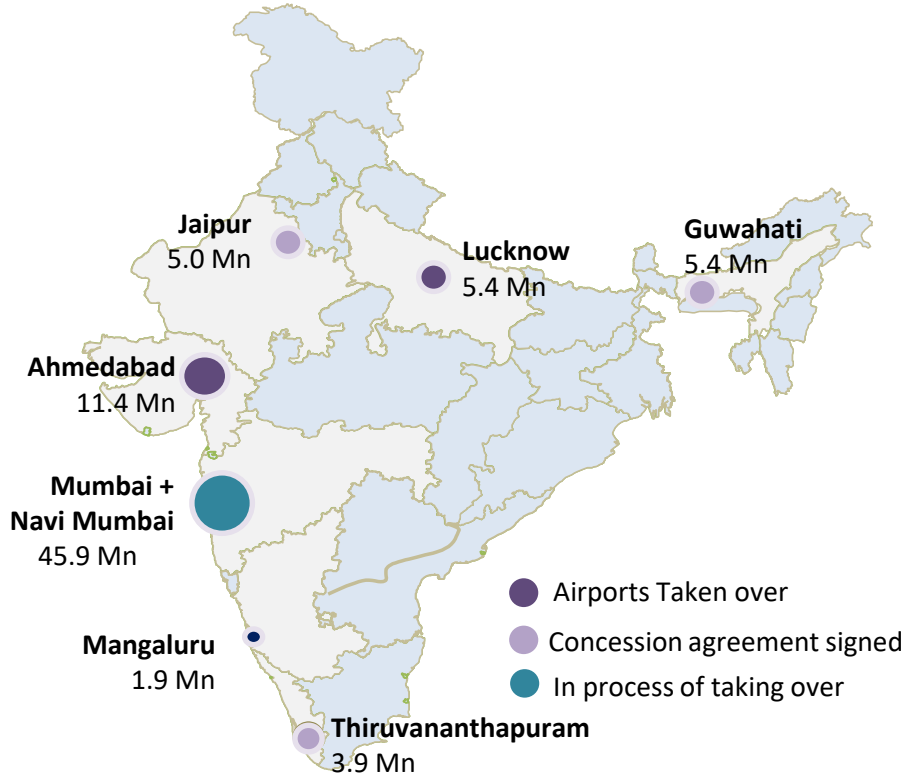 Jaipur
5.0 Mn
Lucknow
5.4 Mn
Guwahati
5.4 Mn
Ahmedabad
11.4 Mn
Mumbai +
Navi Mumbai
45.9 Mn
Mangaluru
1.9 Mn
Thiruvananthapuram
3.9 Mn
Airports Taken over
Concession agreement signed
In process of taking over